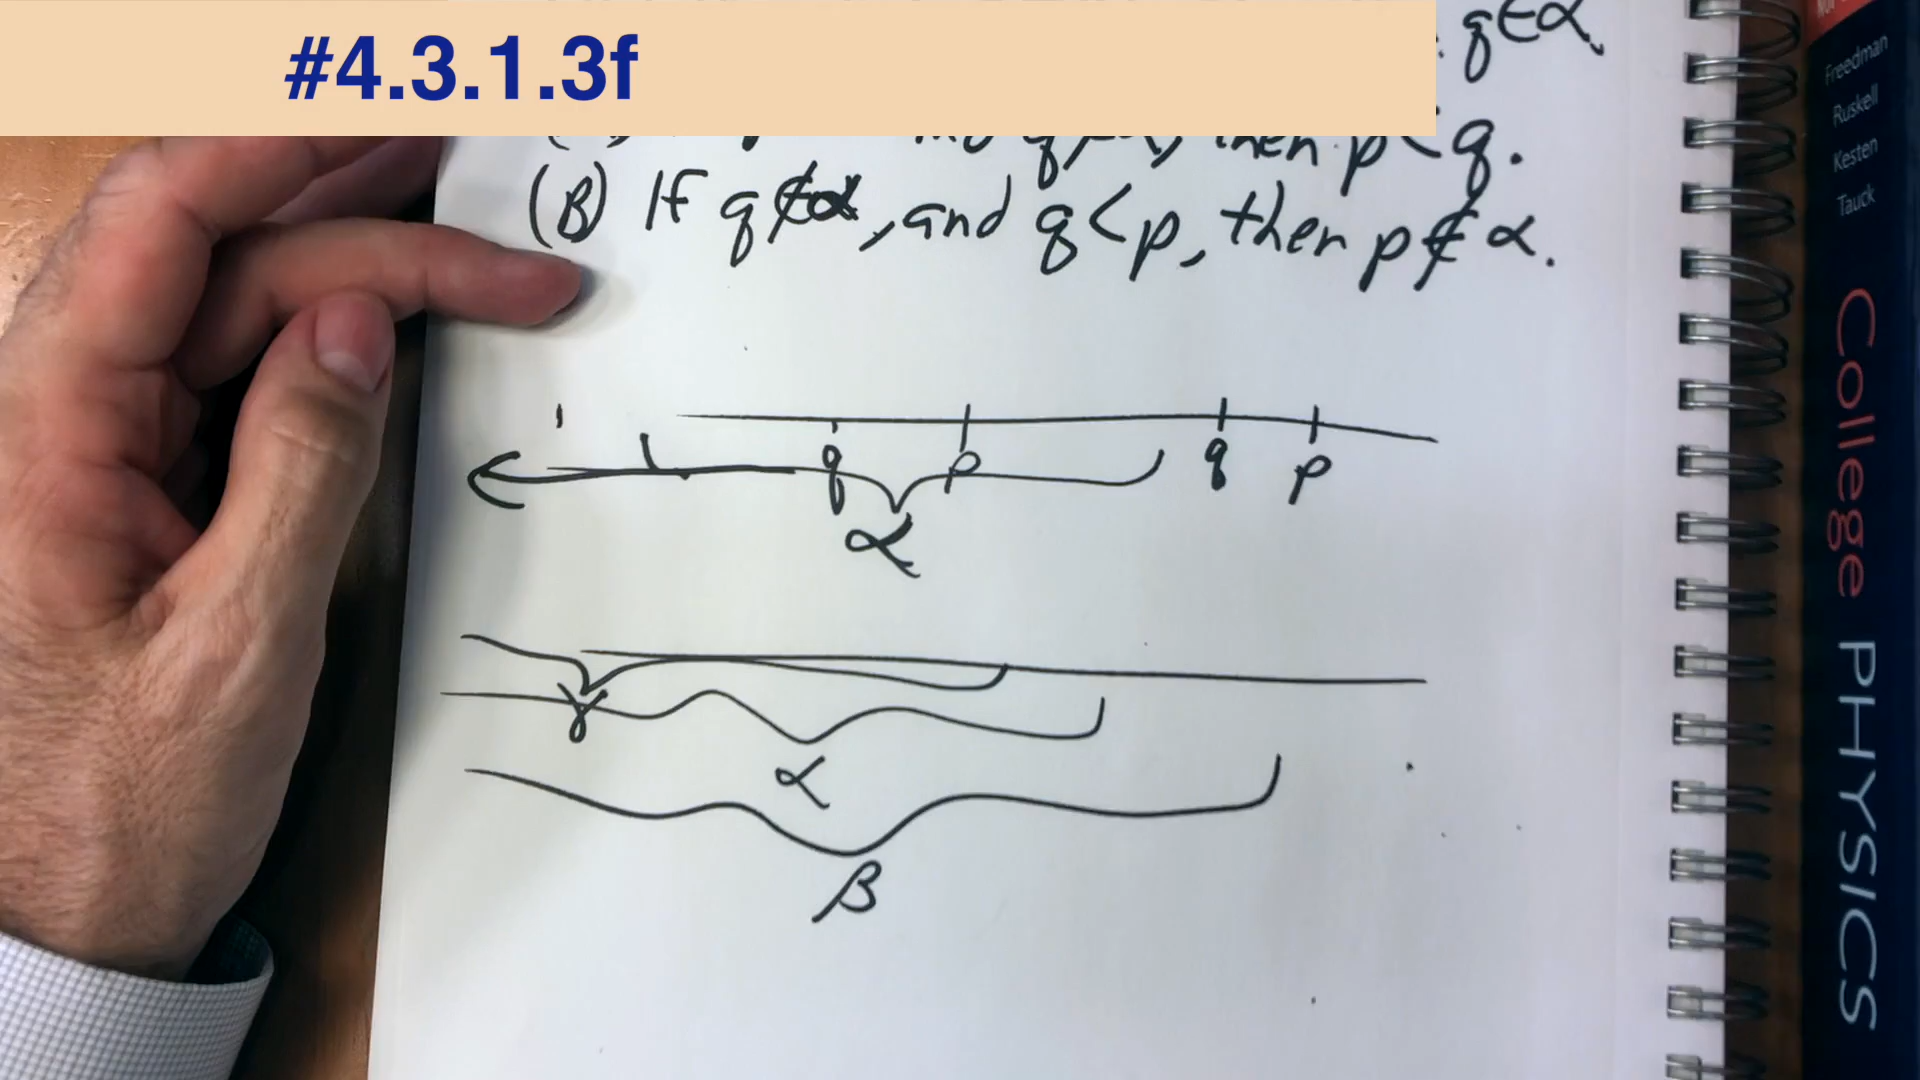 #4.3.1.3f
q∈α.
q∉α, then p<q.
(B) If q∉α, and q<p, then p∉α.
q p q p
α
γ
α
β
Freedman
Ruskell
Kesten
Tauck
College PHYSICS